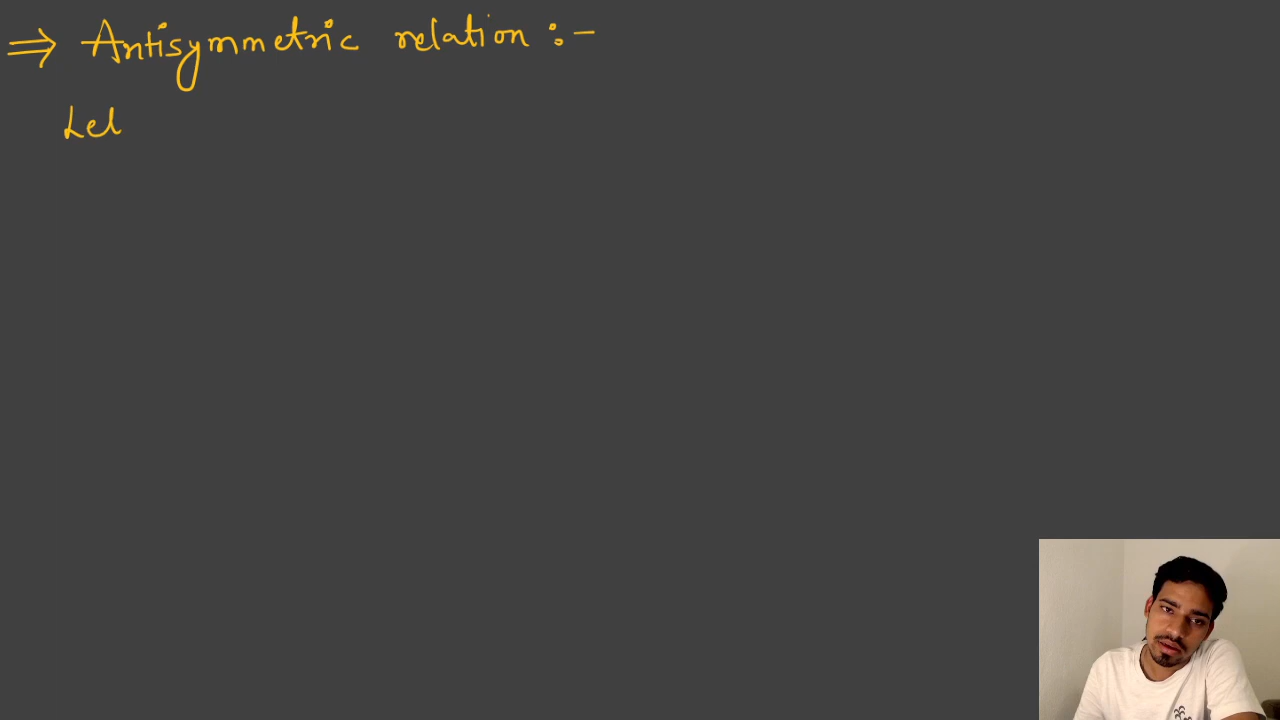 ⇒ Antisymmetric relation :-
Let